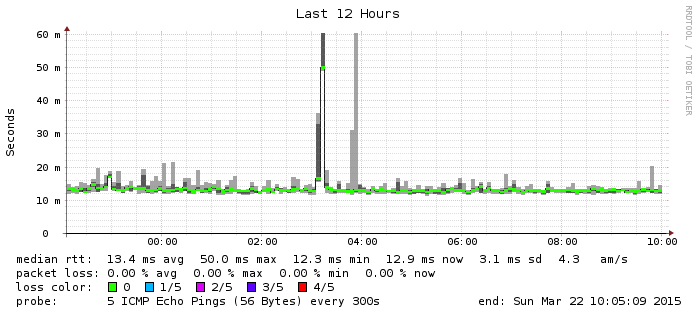 Last 12 Hours
RRDTOOL / TOBI OETIKER
Seconds
60 m
50 m
40 m
30 m
20 m
10 m
0
00:00 02:00 04:00 06:00 08:00 10:00
median rtt: 13.4 ms avg 50.0 ms max 12.3 ms min 12.9 ms now 3.1 ms sd 4.3 am/s
packet loss: 0.00 % avg 0.00 % max 0.00 % min 0.00 % now
loss color: 0 1/5 2/5 3/5 4/5
probe: 5 ICMP Echo Pings (56 Bytes) every 300s end: Sun Mar 22 10:05:09 2015